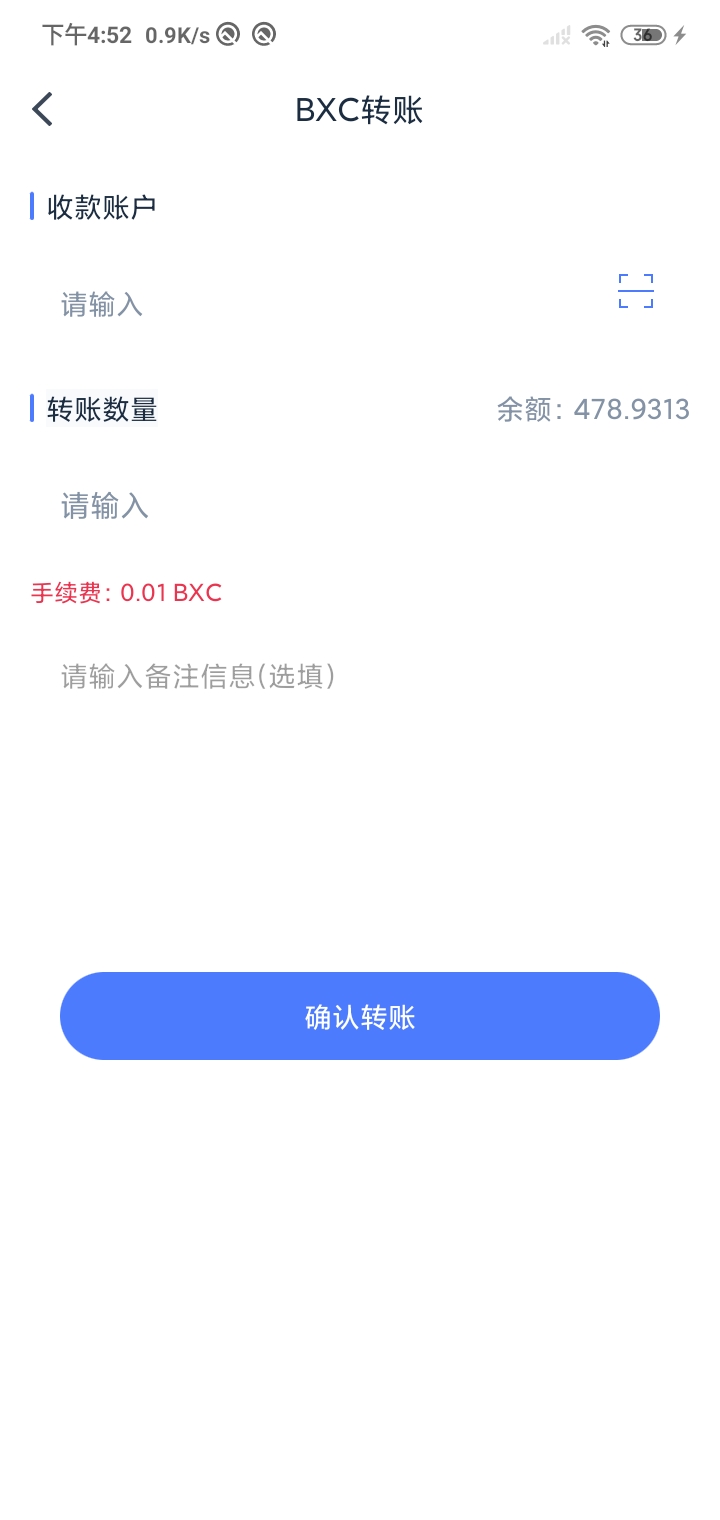 下午4:52 0.9K/s 36
BXC转账
收款账户
请输入
转账数量 余额: 478.9313
请输入
手续费: 0.01 BXC
请输入备注信息(选填)
确认转账